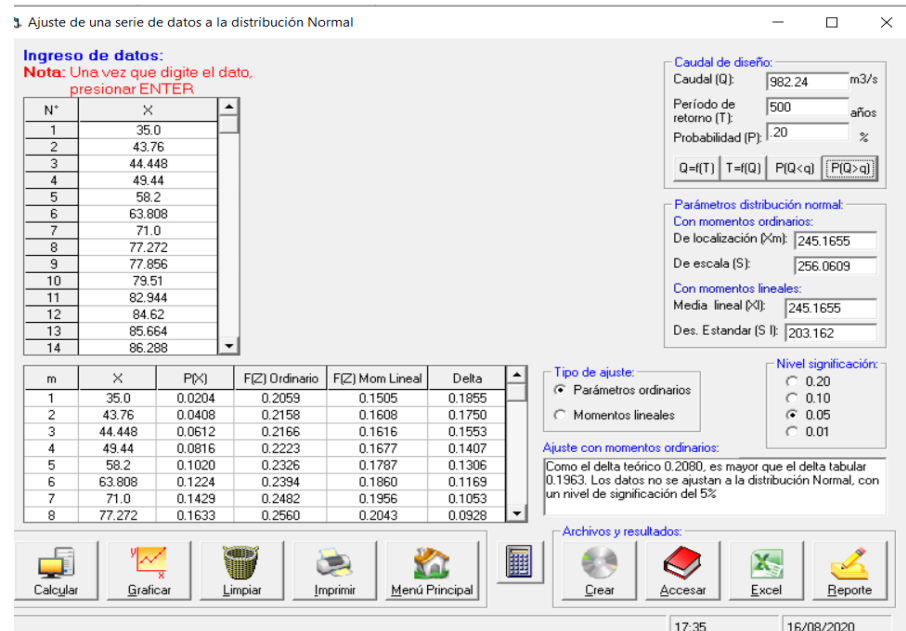 Ajuste de una serie de datos a la distribución Normal
Ingreso de datos:
Nota: Una vez que digite el dato,
presionar ENTER
N° X
1 35.0
2 43.76
3 44.448
4 49.44
5 58.2
6 63.808
7 71.0
8 77.272
9 77.856
10 79.51
11 82.944
12 84.62
13 85.664
14 86.288
Caudal de diseño:
Caudal (Q): 982.24 m3/s
Período de
retorno (T): 500 años
Probabilidad (P): .20 %
Q=f(T) T=f(Q) P(Q<q) P(Q>q)
Parámetros distribución normal:
Con momentos ordinarios:
De localización (Xm): 245.1655
De escala (S): 256.0609
Con momentos lineales:
Media lineal (Xl): 245.1655
Des. Estandar (S l): 203.162
m X P(X) F(Z) Ordinario F(Z) Mom Lineal Delta
1 35.0 0.0204 0.2059 0.1505 0.1855
2 43.76 0.0408 0.2158 0.1608 0.1750
3 44.448 0.0612 0.2166 0.1616 0.1553
4 49.44 0.0816 0.2223 0.1677 0.1407
5 58.2 0.1020 0.2326 0.1787 0.1306
6 63.808 0.1224 0.2394 0.1860 0.1169
7 71.0 0.1429 0.2482 0.1956 0.1053
8 77.272 0.1633 0.2560 0.2043 0.0928
Tipo de ajuste:
Parámetros ordinarios
Momentos lineales
Nivel significación:
0.20
0.10
0.05
0.01
Ajuste con momentos ordinarios:
Como el delta teórico 0.2080, es mayor que el delta tabular
0.1963. Los datos no se ajustan a la distribución Normal, con
un nivel de significación del 5%
Calcular Graficar Limpiar Imprimir Menú Principal
Archivos y resultados:
Crear Accesar Excel Reporte
17:35 16/08/2020